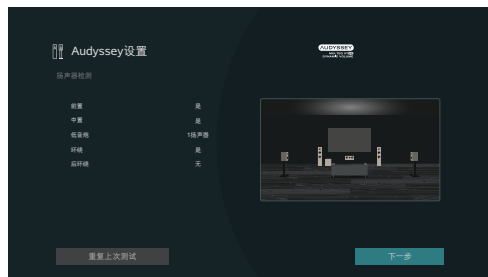 Audyssey设置
AUDYSSEY
扬声器检测
前置 是
中置 是
低音炮 1扬声器
环绕 是
后环绕 无
重复上次测试
下一步